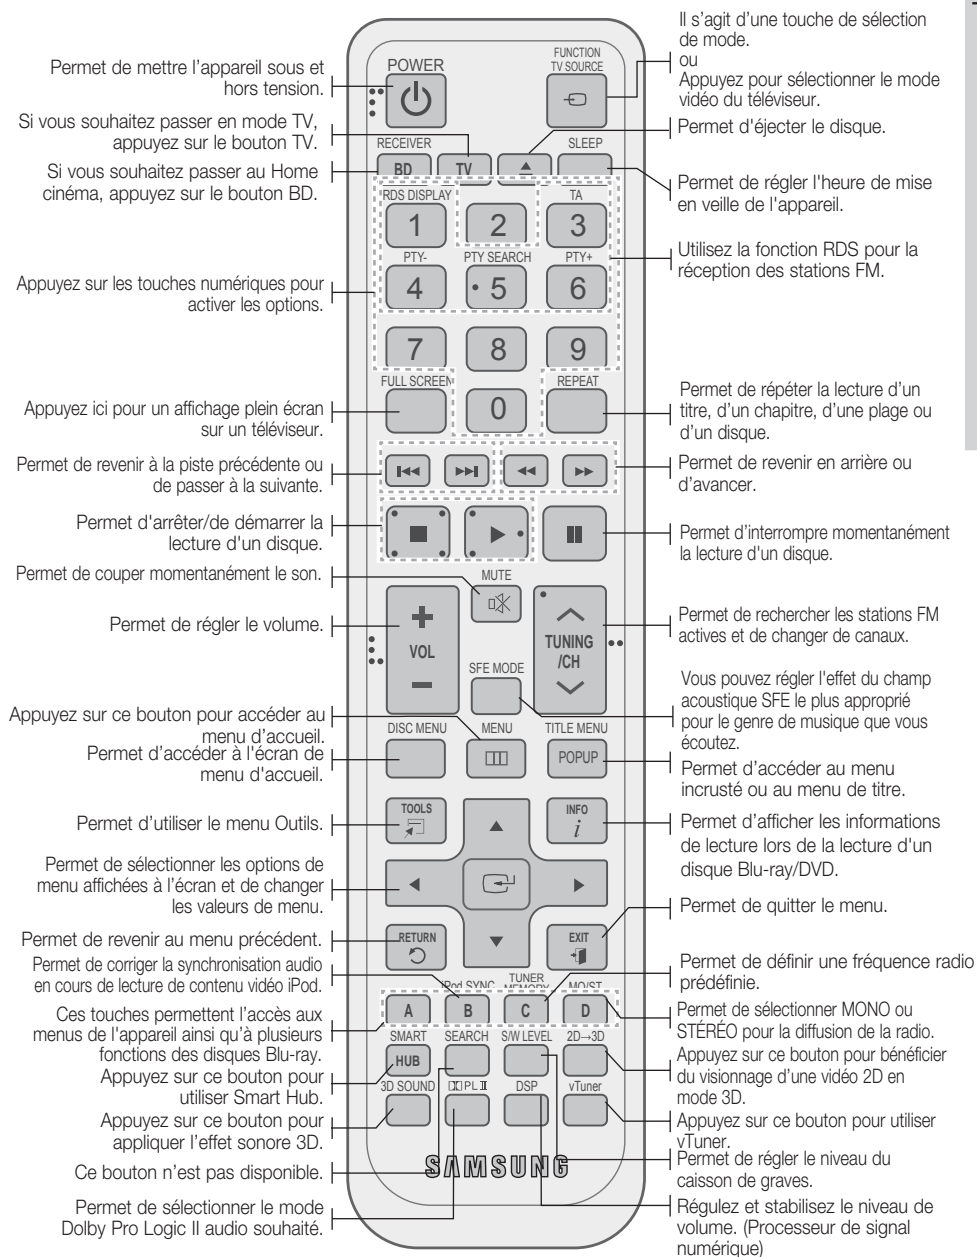 Permet de mettre l'appareil sous et
hors tension.
Si vous souhaitez passer en mode TV,
appuyez sur le bouton TV.
Si vous souhaitez passer au Home
cinéma, appuyez sur le bouton BD.
Appuyez sur les touches numériques pour
activer les options.
Appuyez ici pour un affichage plein écran
sur un téléviseur.
Permet de revenir à la piste précédente ou
de passer à la suivante.
Permet d'arrêter/de démarrer la
lecture d'un disque.
Permet de couper momentanément le son.
Permet de régler le volume.
Appuyez sur ce bouton pour accéder au
menu d'accueil.
Permet d'accéder à l'écran de
menu d'accueil.
Permet d'utiliser le menu Outils.
Permet de sélectionner les options de
menu affichées à l'écran et de changer
les valeurs de menu.
Permet de revenir au menu précédent.
Permet de corriger la synchronisation audio
en cours de lecture de contenu vidéo iPod.
Ces touches permettent l'accès aux
menus de l'appareil ainsi qu'à plusieurs
fonctions des disques Blu-ray.
Appuyez sur ce bouton pour
utiliser Smart Hub.
Appuyez sur ce bouton pour
appliquer l'effet sonore 3D.
Ce bouton n'est pas disponible.
Permet de sélectionner le mode
Dolby Pro Logic II audio souhaité.
POWER
FUNCTION
TV SOURCE
RECEIVER
SLEEP
BD
TV
RDS DISPLAY
TA
1
2
3
PTY-
PTY SEARCH
PTY+
4
5
6
7
8
9
FULL SCREEN
REPEAT
0
MUTE
VOL
TUNING
/CH
SFE MODE
DISC MENU
MENU
TITLE MENU
POPUP
TOOLS
INFO
i
RETURN
EXIT
iPod SYNC
TUNER
MEMORY
MO/ST
A
B
C
D
SMART
SEARCH
S/W LEVEL
2D→3D
HUB
3D SOUND
PL II
DSP
vTuner
SAMSUNG
Il s'agit d'une touche de sélection
de mode.
ou
Appuyez pour sélectionner le mode
vidéo du téléviseur.
Permet d'éjecter le disque.
Permet de régler l'heure de mise
en veille de l'appareil.
Utilisez la fonction RDS pour la
réception des stations FM.
Permet de répéter la lecture d'un
titre, d'un chapitre, d'une plage ou
d'un disque.
Permet de revenir en arrière ou
d'avancer.
Permet d'interrompre momentanément
la lecture d'un disque.
Permet de rechercher les stations FM
actives et de changer de canaux.
Vous pouvez régler l'effet du champ
acoustique SFE le plus approprié
pour le genre de musique que vous
écoutez.
Permet d'accéder au menu
incrusté ou au menu de titre.
Permet d'afficher les informations
de lecture lors de la lecture d'un
disque Blu-ray/DVD.
Permet de quitter le menu.
Permet de définir une fréquence radio
prédéfinie.
Permet de sélectionner MONO ou
STÉRÉO pour la diffusion de la radio.
Appuyez sur ce bouton pour bénéficier
du visionnage d'une vidéo 2D en
mode 3D.
Appuyez sur ce bouton pour utiliser
vTuner.
Permet de régler le niveau du
caisson de graves.
Régulez et stabilisez le niveau de
volume. (Processeur de signal
numérique)